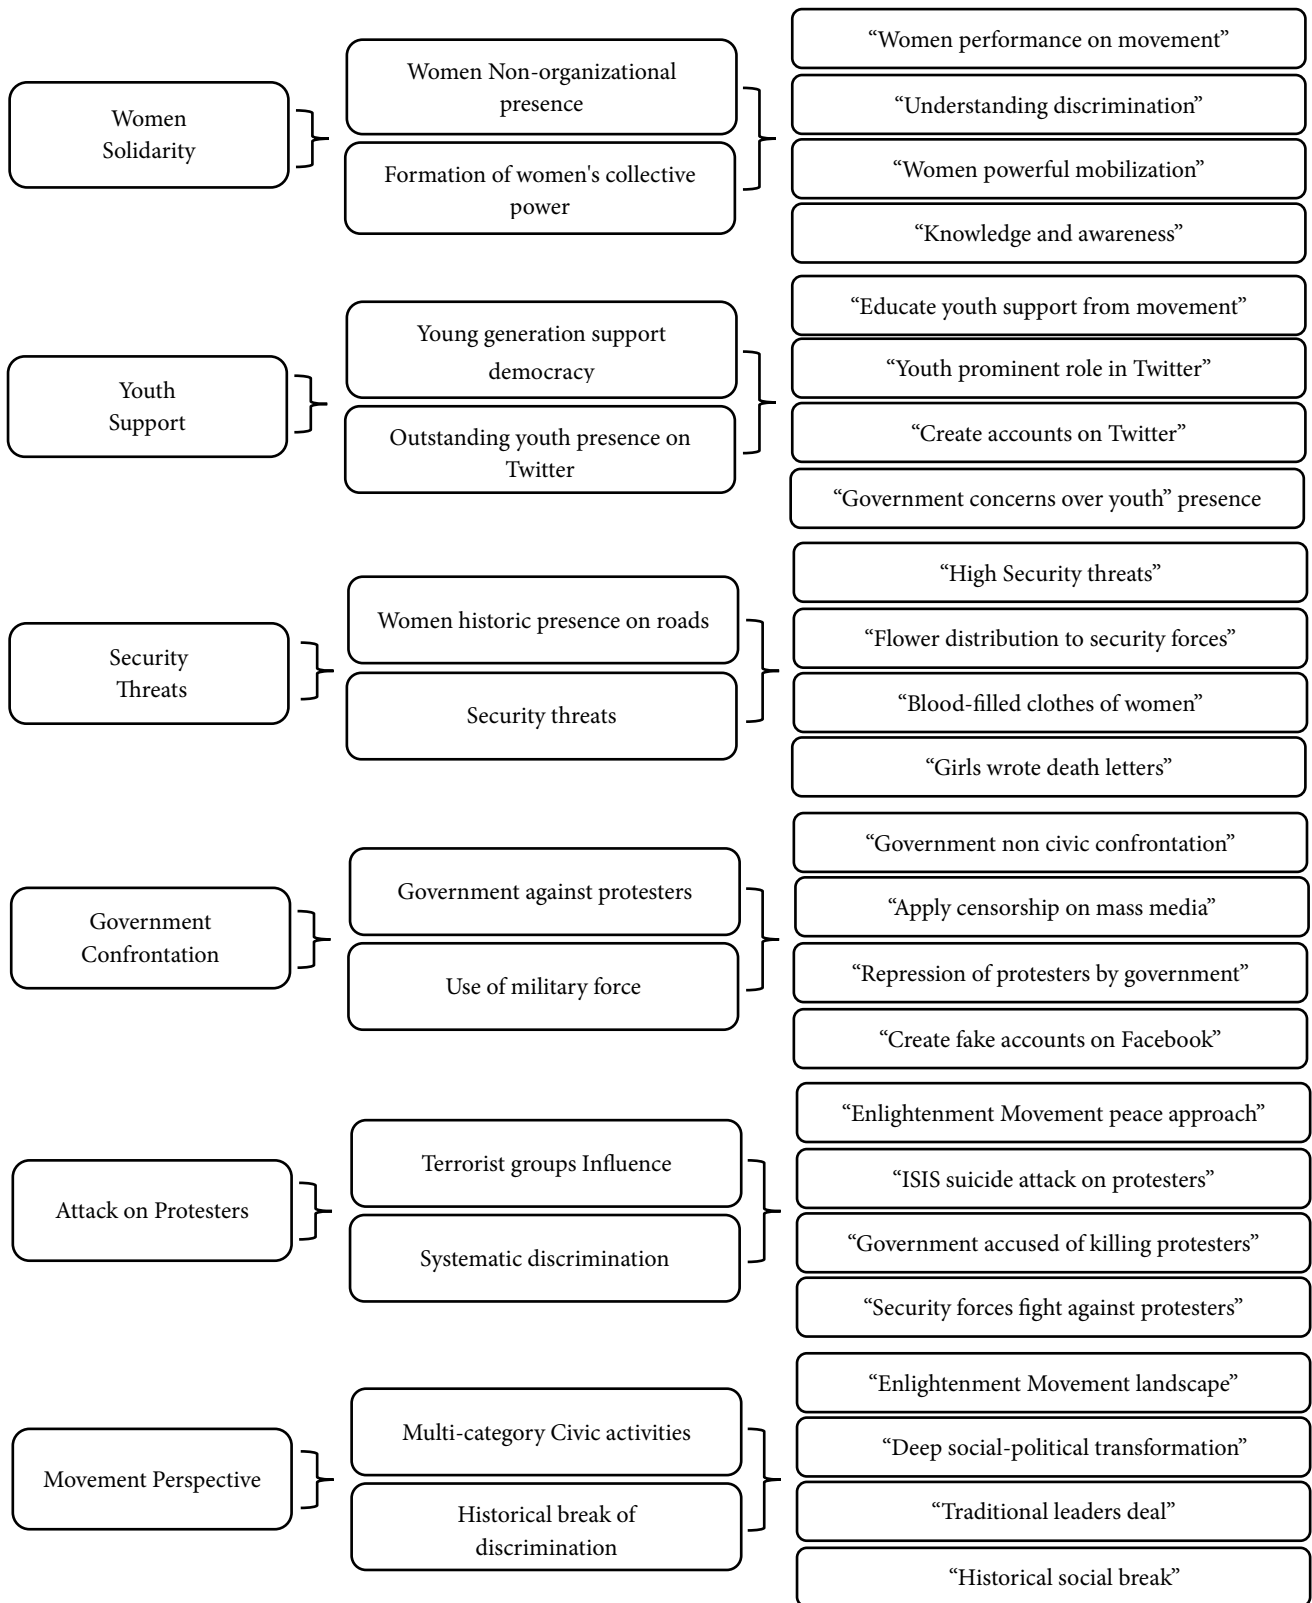 Women
Solidarity
Women Non-organizational
presence
Formation of women's collective
power
“Women performance on movement”
“Understanding discrimination”
“Women powerful mobilization”
“Knowledge and awareness”
Youth
Support
Young generation support
democracy
Outstanding youth presence on
Twitter
“Educate youth support from movement”
“Youth prominent role in Twitter”
“Create accounts on Twitter”
“Government concerns over youth” presence
Security
Threats
Women historic presence on roads
Security threats
“High Security threats”
“Flower distribution to security forces”
“Blood-filled clothes of women”
“Girls wrote death letters”
Government
Confrontation
Government against protesters
Use of military force
“Government non civic confrontation”
“Apply censorship on mass media”
“Repression of protesters by government”
“Create fake accounts on Facebook”
Attack on Protesters
Terrorist groups Influence
Systematic discrimination
“Enlightenment Movement peace approach”
“ISIS suicide attack on protesters”
“Government accused of killing protesters”
“Security forces fight against protesters”
Movement Perspective
Multi-category Civic activities
Historical break of
discrimination
“Enlightenment Movement landscape”
“Deep social-political transformation”
“Traditional leaders deal”
“Historical social break”